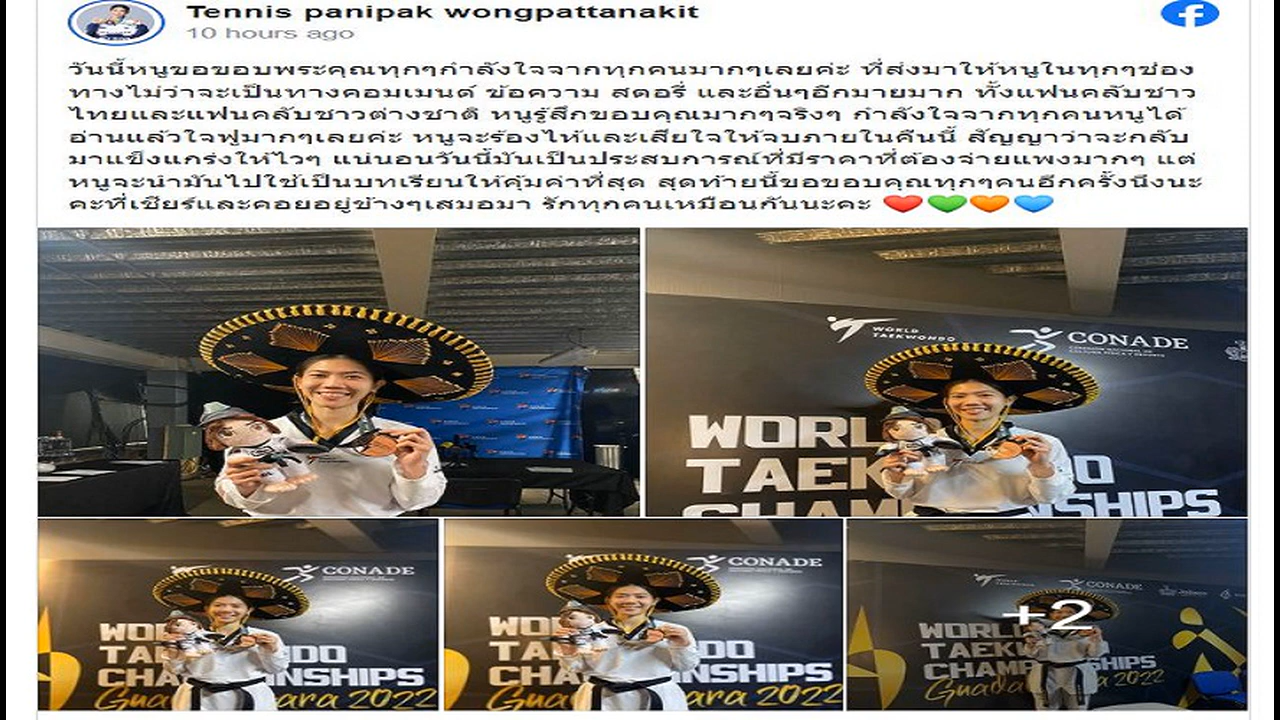 Tennis panipak wongpattanakit
10 hours ago
วันนี้หนูขอขอบพระคุณทุกๆกำลังใจจากทุกคนมากๆเลยค่ะ ที่ส่งมาให้หนูในทุกๆช่อง
ทางไม่ว่าจะเป็นทางคอมเมนต์ ข้อความ สตอรี่ และอื่นๆอีกมายมาก ทั้งแฟนคลับชาว
ไทยและแฟนคลับชาวต่างชาติ หนูรู้สึกขอบคุณมากๆจริงๆ กำลังใจจากทุกคนหนูได้
อ่านแล้วใจฟูมากๆเลยค่ะ หนูจะร้องไห้และเสียใจให้จบภายในคืนนี้ สัญญาว่าจะกลับ
มาแข็งแกร่งให้ไวๆ แน่นอนวันนี้มันเป็นประสบการณ์ที่มีราคาที่ต้องจ่ายแพงมากๆ แต่
หนูจะนำมันไปใช้เป็นบทเรียนให้คุ้มค่าที่สุด สุดท้ายนี้ขอขอบคุณทุกๆคนอีกครั้งนึงนะ
คะที่เชียร์และคอยอยู่ข้างๆเสมอมา รักทุกคนเหมือนกันนะคะ ❤️💚🧡💙
WORLD
TAEKWONDO
CONADE
WORL
TAEK DO
CHAM NSHIPS
CONADE
WO
TA NDO
CHA NSHIPS
Gua ara 2022
CONADE
WO
TA NDO
CHA NSHIPS
Gua ara 2022
CONADE
+2
WORL
TAEK DO
CHAMP SHIPS
Guada ra 2022